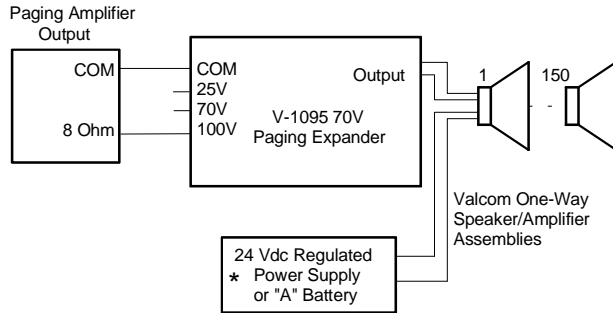 Paging Amplifier
Output
COM
8 Ohm
COM
25V
70V
100V
Output
V-1095 70V
Paging Expander
1
150
Valcom One-Way
Speaker/Amplifier
Assemblies
24 Vdc Regulated
* Power Supply
or "A" Battery